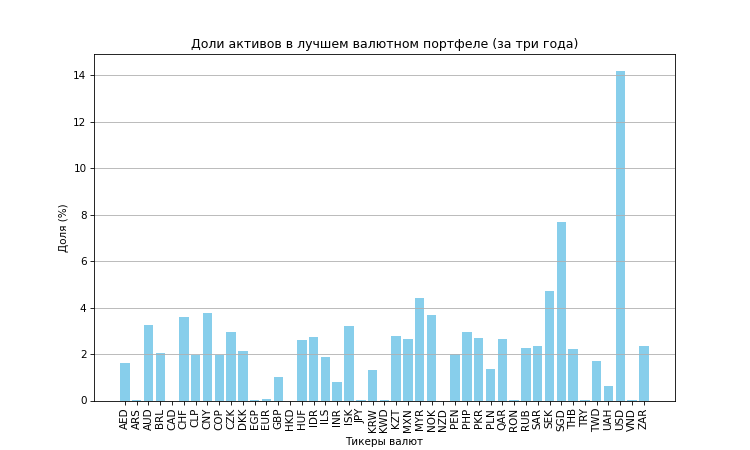 Доли активов в лучшем валютном портфеле (за три года)
Доля (%)
14
12
10
8
6
4
2
0
AED ARS AUD BRL CAD CHF CLP CNY COP CZK DKK EGP EUR GBP HKD HUF IDR ILS INR ISK JPY KRW KWD KZT MXN MYR NOK NZD PEN PHP PKR PLN QAR RON RUB SAR SEK SGD THB TRY TWD UAH USD VND ZAR
Тикеры валют